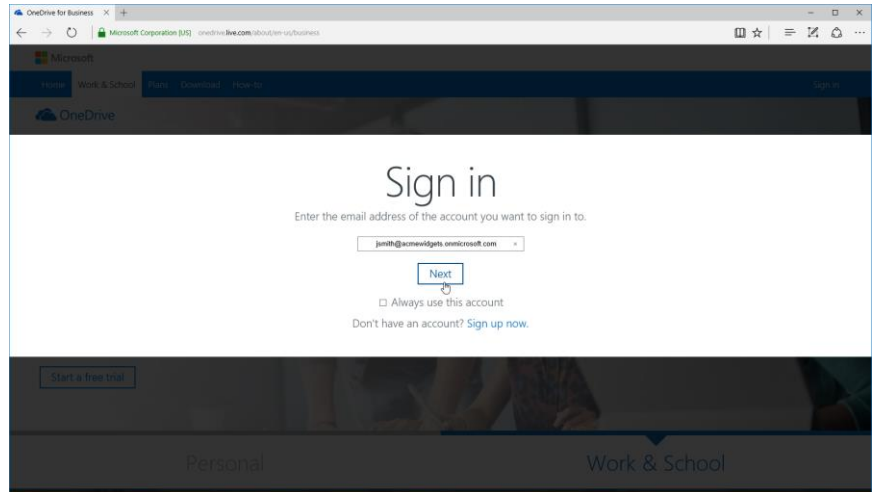 OneDrive for Business
Microsoft Corporation [US] onedrive.live.com/about/en-us/business
Microsoft
Home Work & School Plans Download How-to Sign in
OneDrive
Sign in
Enter the email address of the account you want to sign in to.
jsmith@acmewidgets.onmicrosoft.com
Next
Always use this account
Don't have an account? Sign up now.
Start a free trial
Personal Work & School